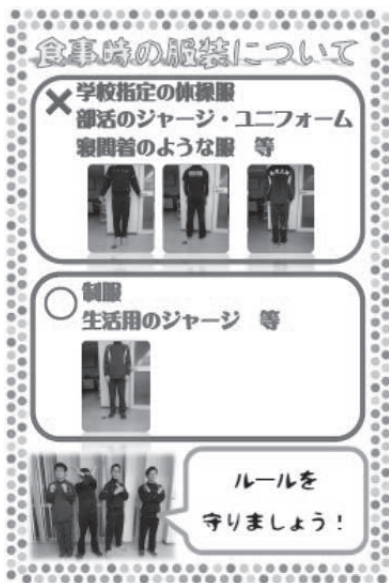 食事時の服装について
✕ 学校指定の体操服
部活のジャージ・ユニフォーム
寝間着のような服 等
○ 制服
生活用のジャージ 等
ルールを
守りましょう！